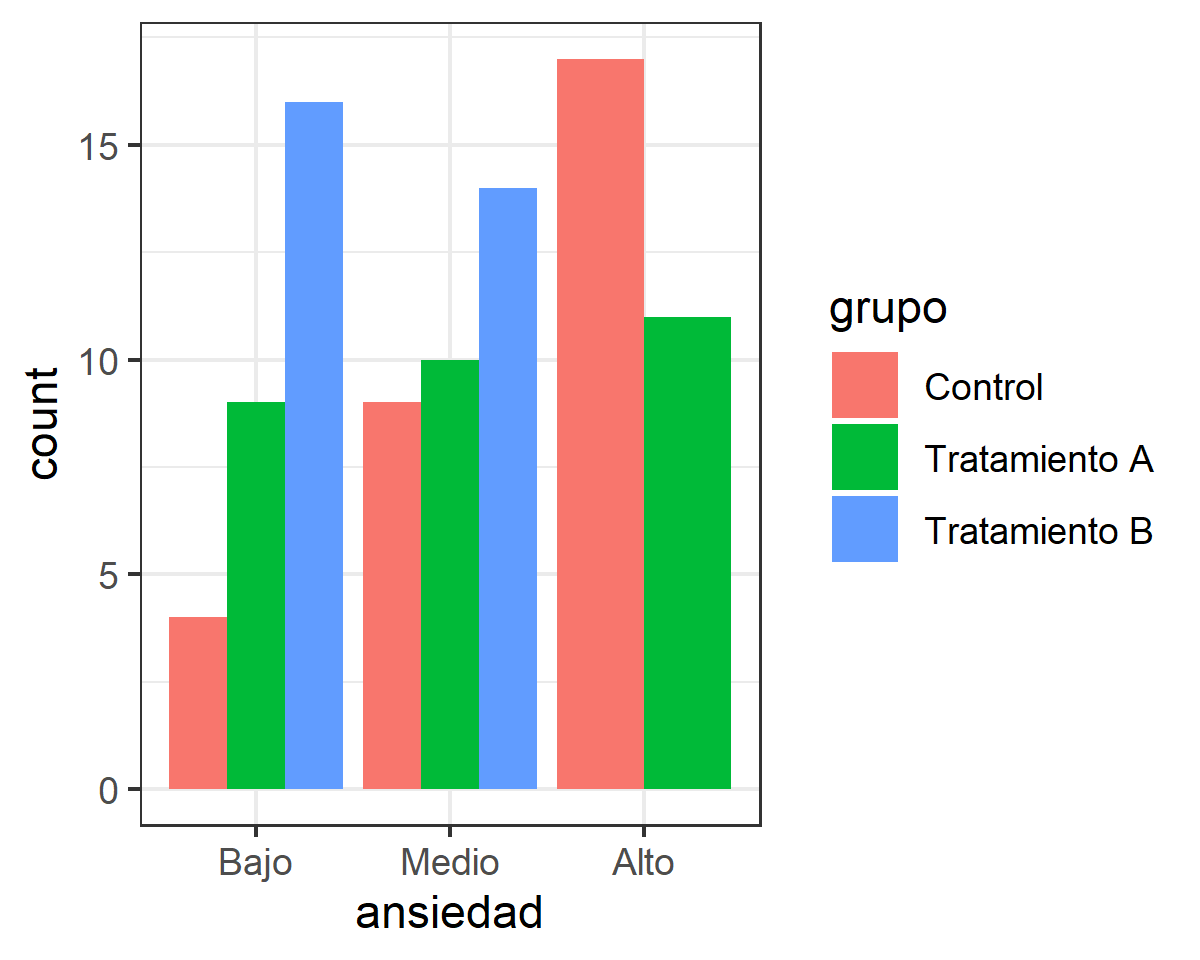 15
10
5
0
count
Bajo
Medio
Alto
ansiedad
grupo
Control
Tratamiento A
Tratamiento B